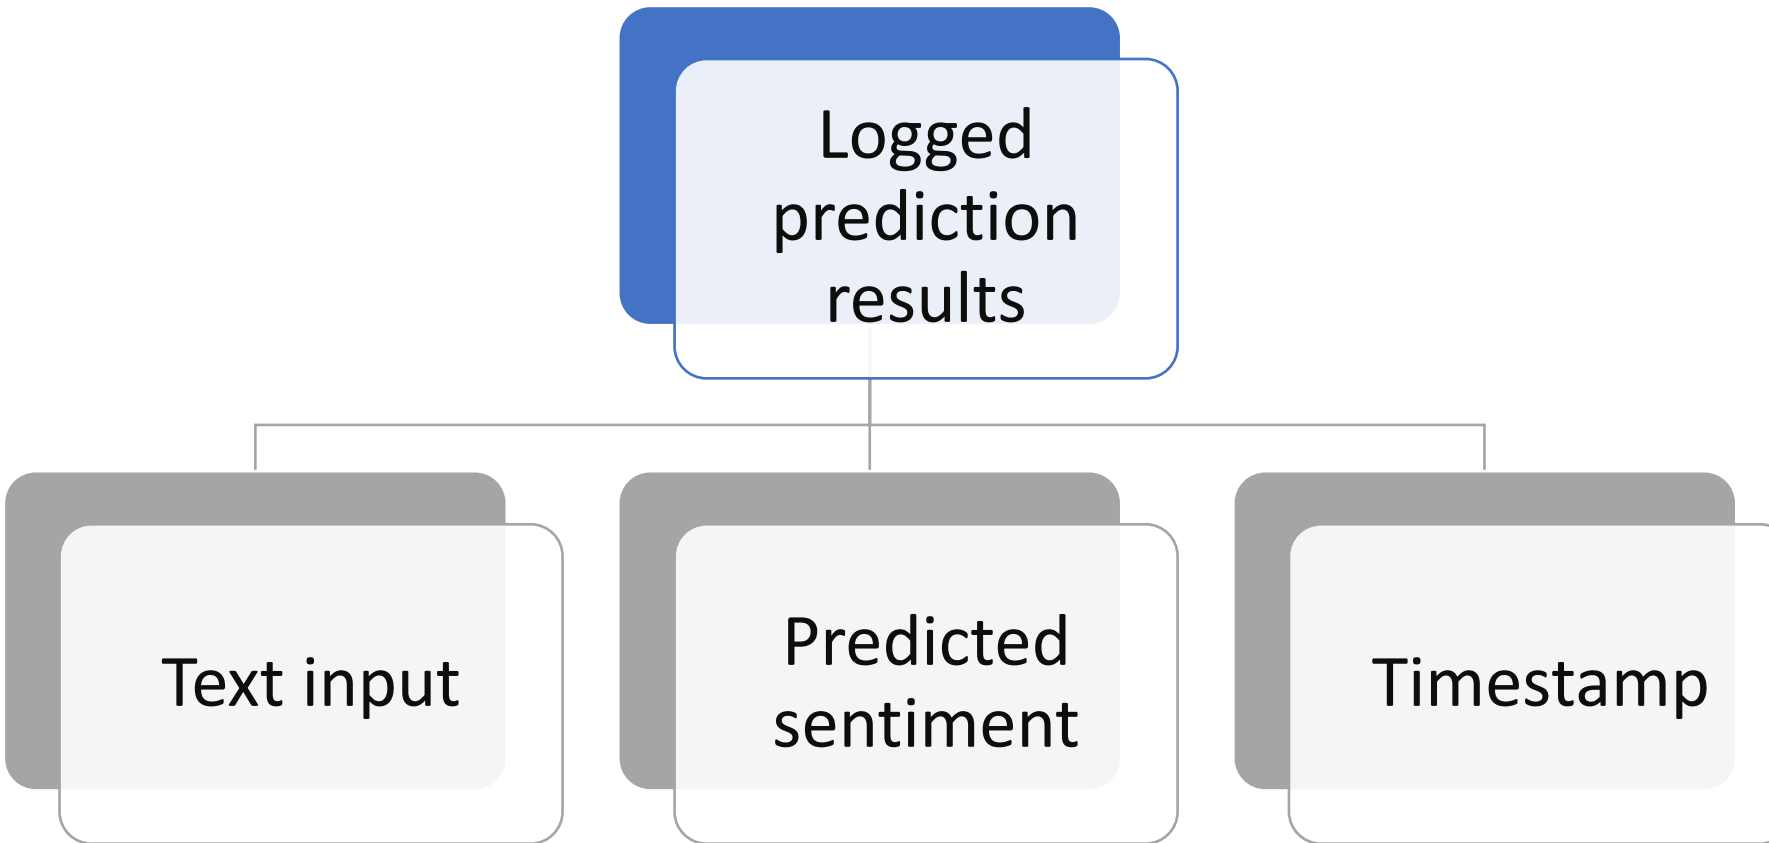 Logged
prediction
results
Text input
Predicted
sentiment
Timestamp